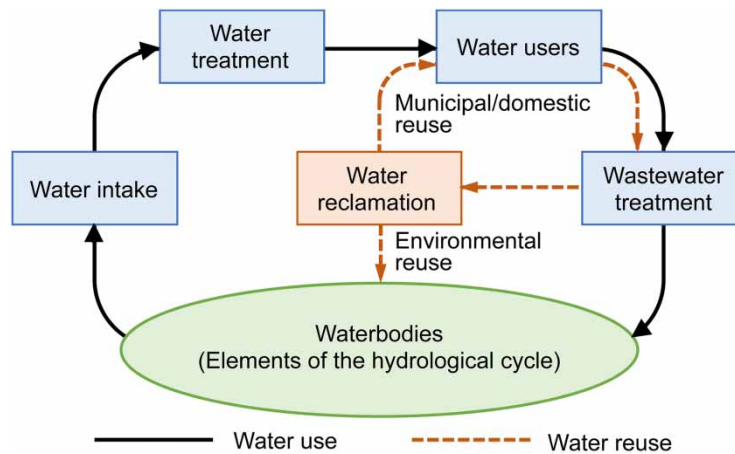 Water
treatment
Water users
Municipal/domestic
reuse
Water intake
Water
reclamation
Wastewater
treatment
Environmental
reuse
Waterbodies
(Elements of the hydrological cycle)
Water use
Water reuse